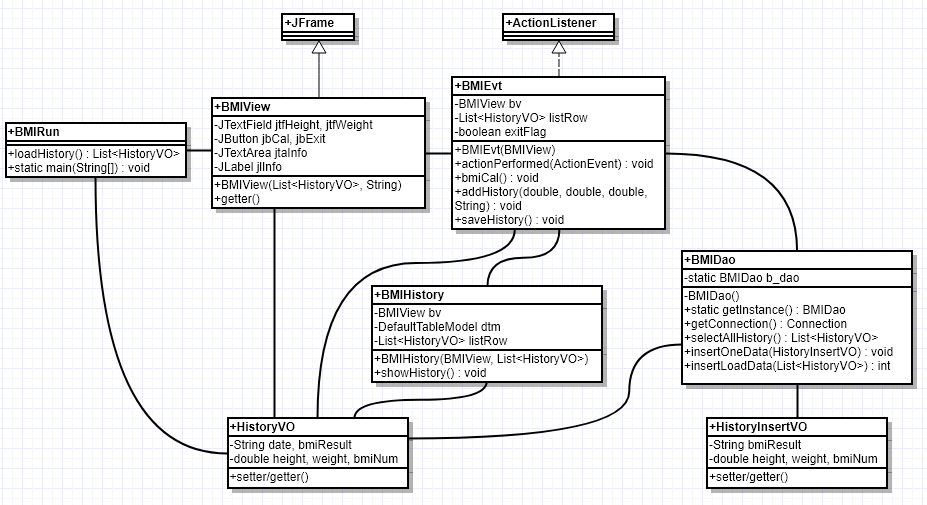 +JFrame
+ActionListener
+BMIRun
+loadHistory() : List<HistoryVO>
+static main(String[]) : void
+BMIView
-JTextField jtfHeight, jtfWeight
-JButton jbCal, jbExit
-JTextArea jtaInfo
-JLabel jlInfo
+BMIView(List<HistoryVO>, String)
+getter()
+BMIEvt
-BMIView bv
-List<HistoryVO> listRow
-boolean exitFlag
+BMIEvt(BMIView)
+actionPerformed(ActionEvent) : void
+bmiCal() : void
+addHistory(double, double, double,
String) : void
+saveHistory() : void
+BMIHistory
-BMIView bv
-DefaultTableModel dtm
-List<HistoryVO> listRow
+BMIHistory(BMIView, List<HistoryVO>)
+showHistory() : void
+BMIDao
-static BMIDao b_dao
-BMIDao()
+static getInstance() : BMIDao
+getConnection() : Connection
+selectAllHistory() : List<HistoryVO>
+insertOneData(HistoryInsertVO) : void
+insertLoadData(List<HistoryVO>) : int
+HistoryVO
-String date, bmiResult
-double height, weight, bmiNum
+setter/getter()
+HistoryInsertVO
-String bmiResult
-double height, weight, bmiNum
+setter/getter()